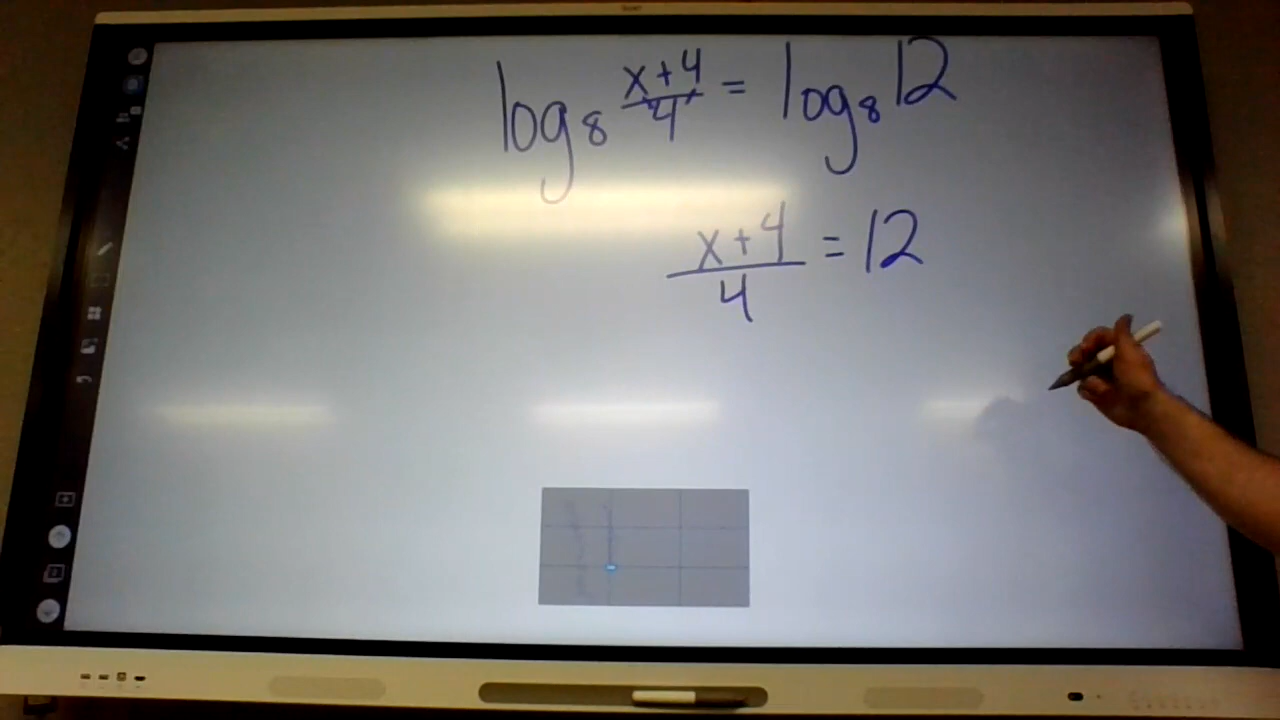 log₈ (x+4)/4 = log₈ 12
(x+4)/4 = 12